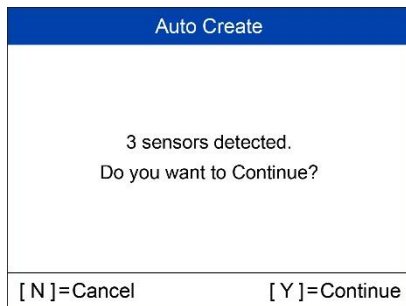 Auto Create
3 sensors detected.
Do you want to Continue?
[ N ]=Cancel [ Y ]=Continue